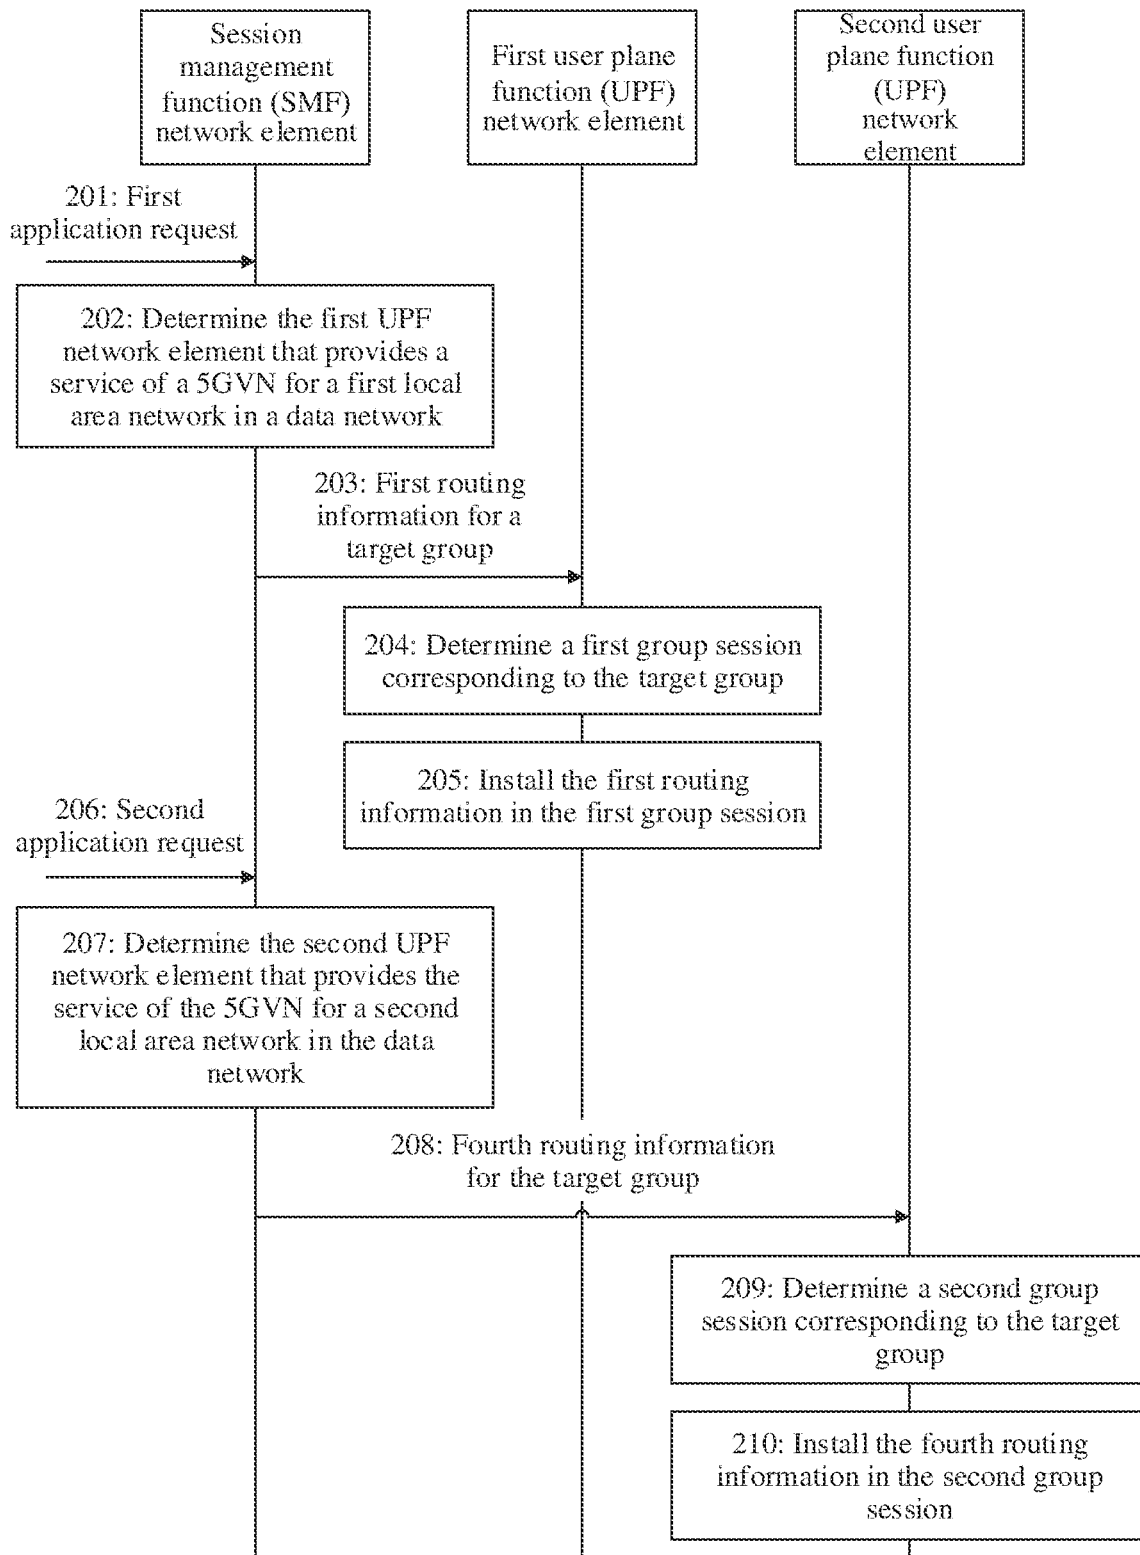 Session
management
function (SMF)
network element
First user plane
function (UPF)
network element
Second user
plane function
(UPF)
network
element
201: First
application request
202: Determine the first UPF
network element that provides a
service of a 5GVN for a first local
area network in a data network
203: First routing
information for a
target group
204: Determine a first group session
corresponding to the target group
205: Install the first routing
information in the first group session
206: Second
application request
207: Determine the second UPF
network element that provides the
service of the 5GVN for a second
local area network in the data
network
208: Fourth routing information
for the target group
209: Determine a second group
session corresponding to the target
group
210: Install the fourth routing
information in the second group
session